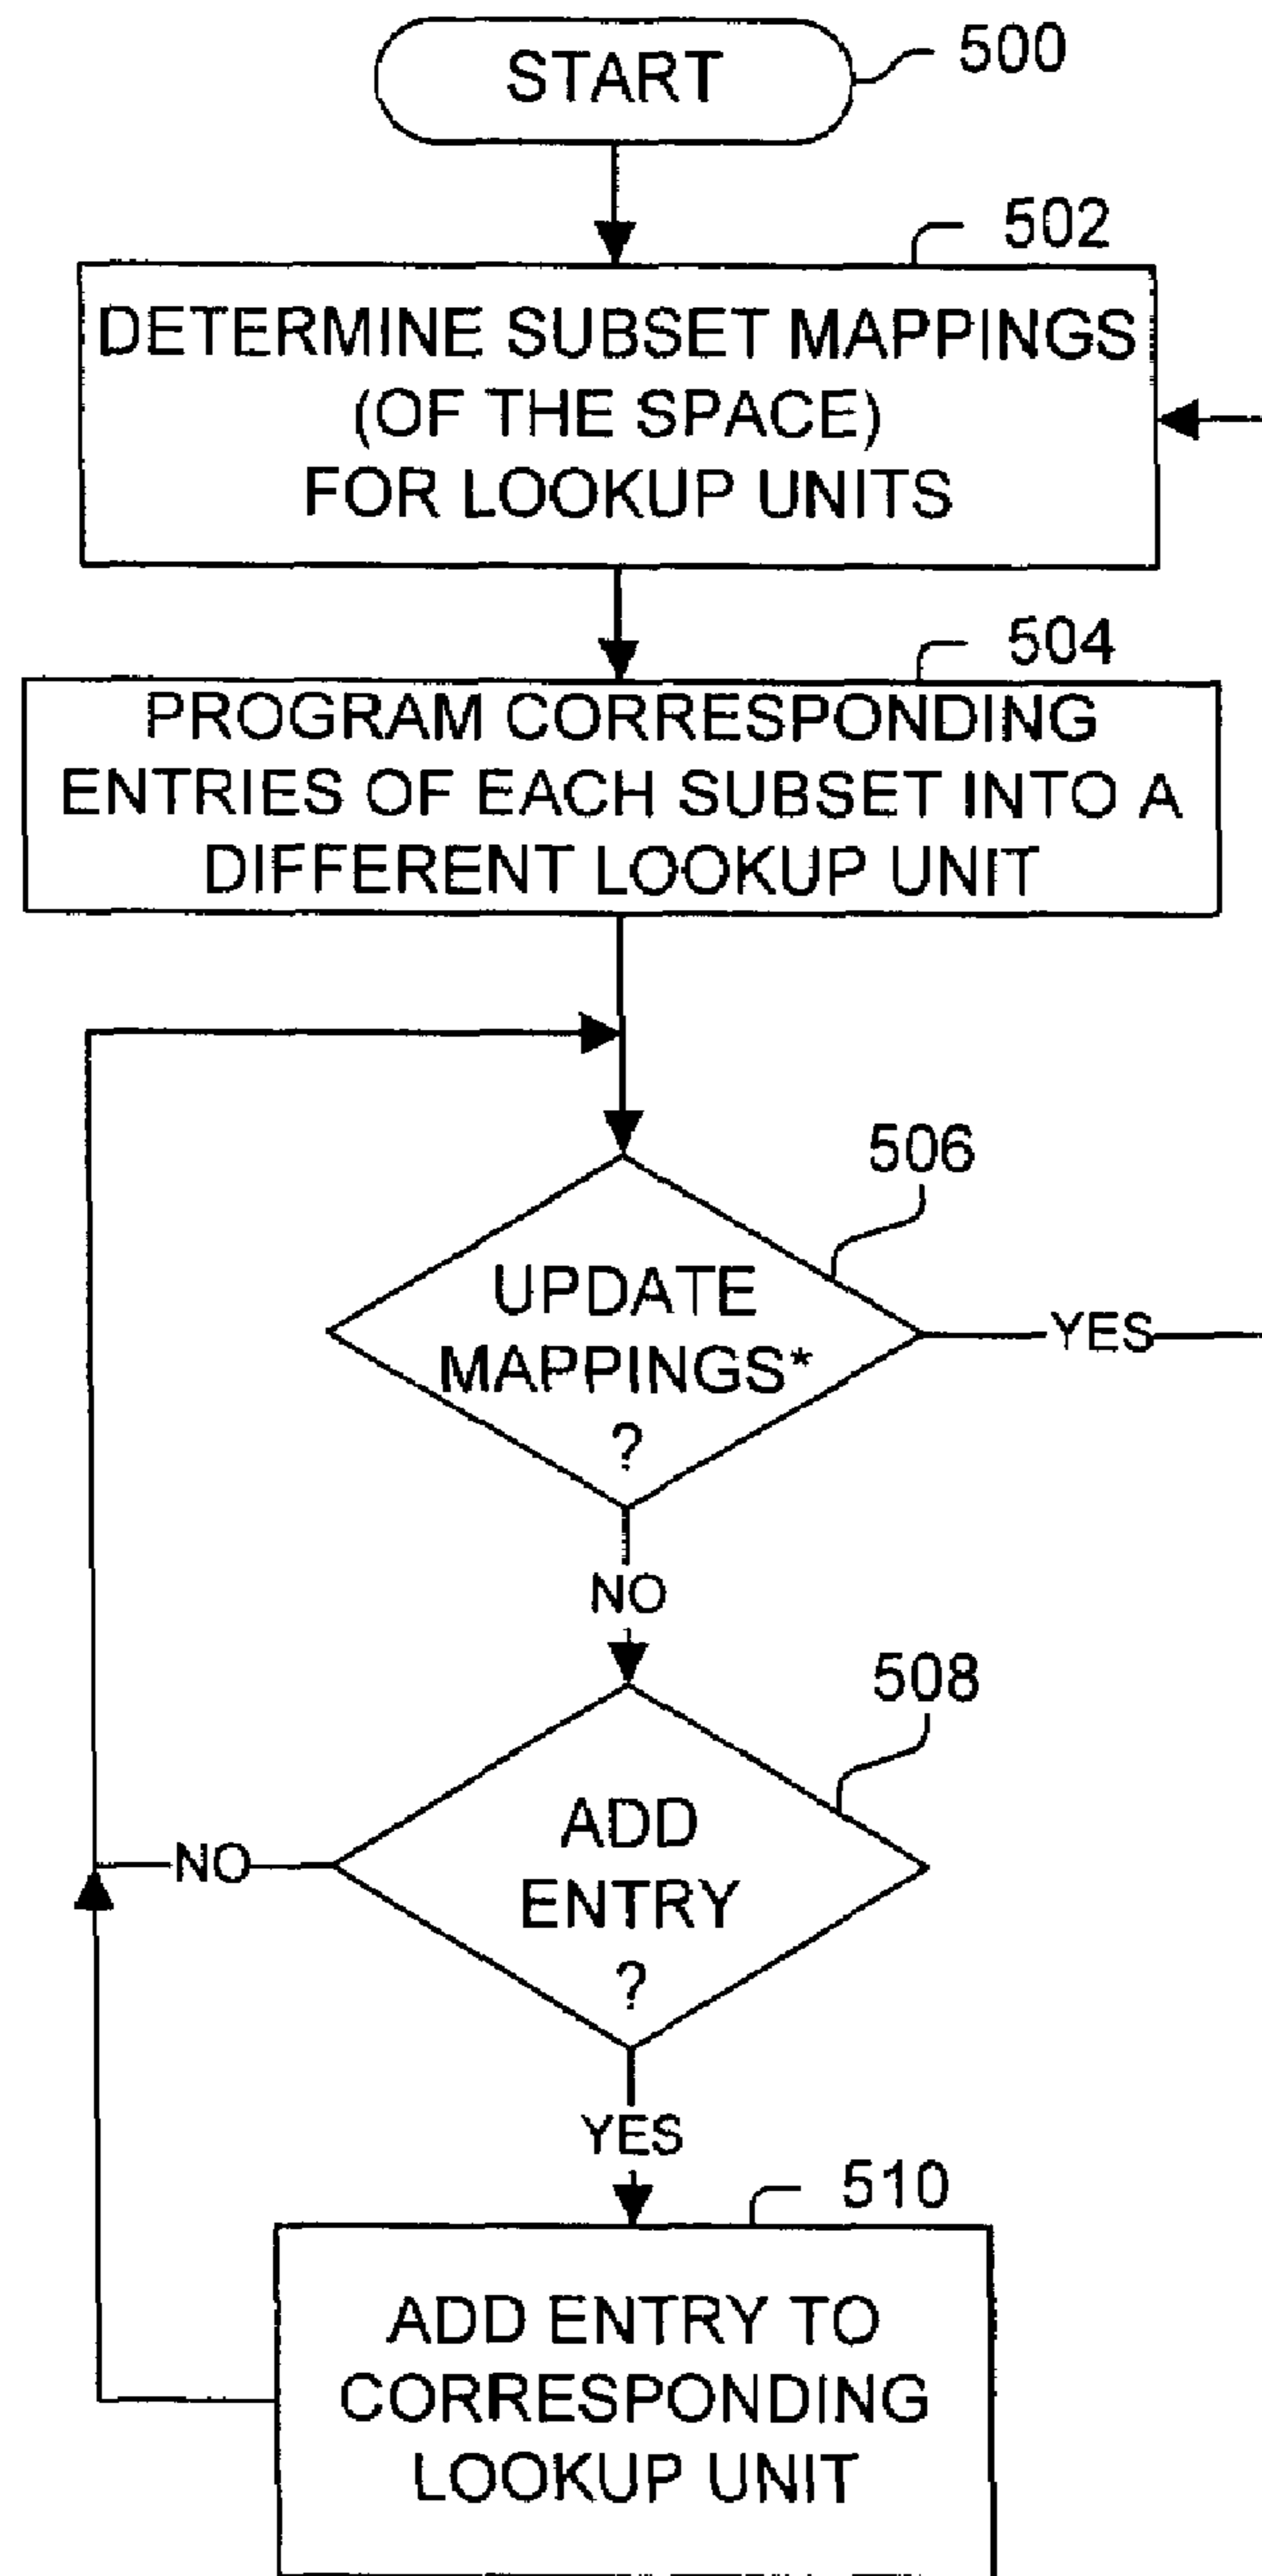 START
500
502
DETERMINE SUBSET MAPPINGS
(OF THE SPACE)
FOR LOOKUP UNITS
504
PROGRAM CORRESPONDING
ENTRIES OF EACH SUBSET INTO A
DIFFERENT LOOKUP UNIT
506
UPDATE
MAPPINGS*
?
YES
NO
508
ADD
ENTRY
?
NO
YES
510
ADD ENTRY TO
CORRESPONDING
LOOKUP UNIT